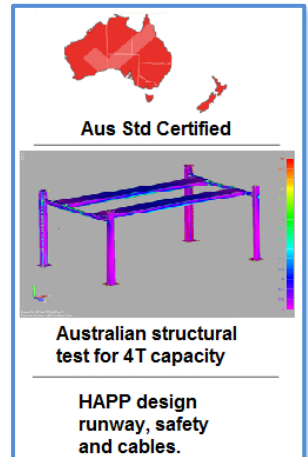 Aus Std Certified
Australian structural
test for 4T capacity
HAPP design
runway, safety
and cables.